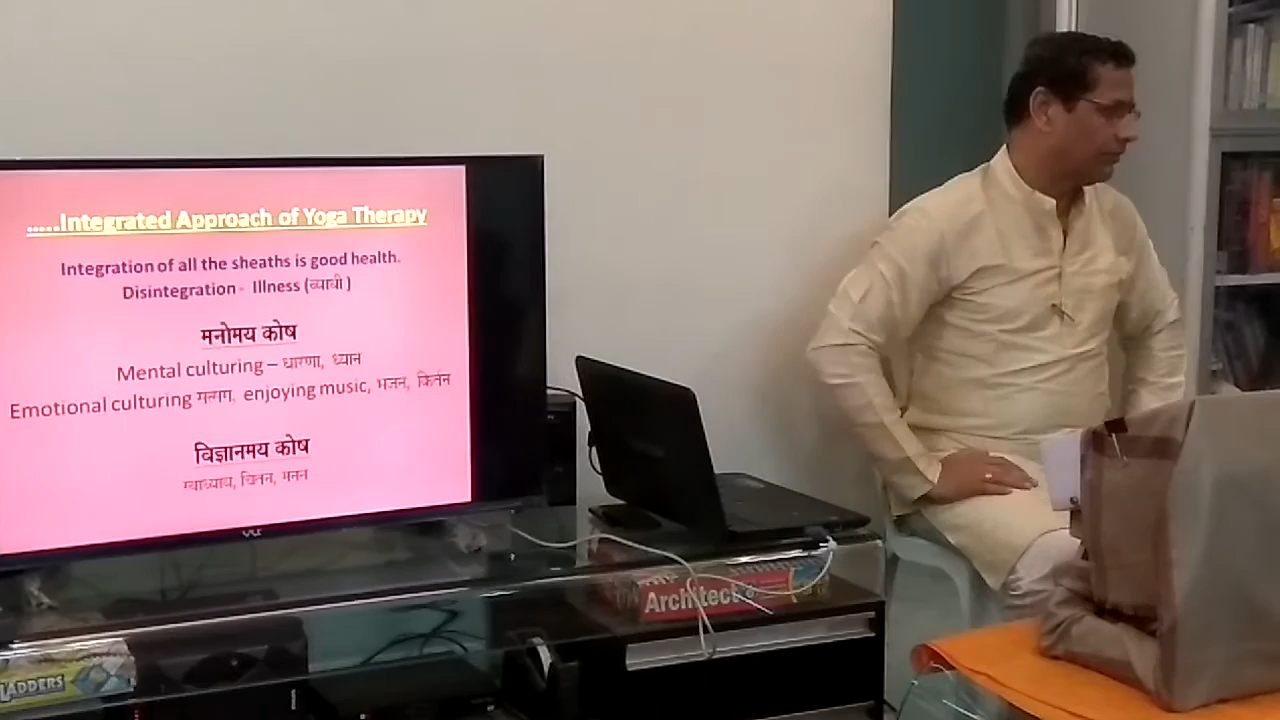 .....Integrated Approach of Yoga Therapy
Integration of all the sheaths is good health.
Disintegration - Illness (व्याधी)
मनोमय कोष
Mental culturing – धारणा, ध्यान
Emotional culturing enjoying music, भजन, किर्तन
विज्ञानमय कोष
स्वाध्याय, चिंतन, मनन
Architect
LADDERS